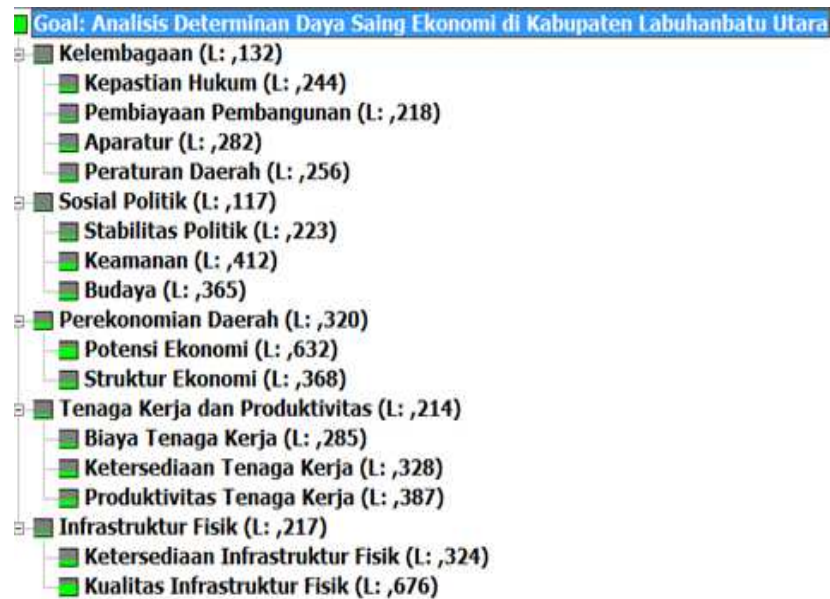 Goal: Analisis Determinan Daya Saing Ekonomi di Kabupaten Labuhanbatu Utara
Kelembagaan (L: ,132)
Kepastian Hukum (L: ,244)
Pembiayaan Pembangunan (L: ,218)
Aparatur (L: ,282)
Peraturan Daerah (L: ,256)
Sosial Politik (L: ,117)
Stabilitas Politik (L: ,223)
Keamanan (L: ,412)
Budaya (L: ,365)
Perekonomian Daerah (L: ,320)
Potensi Ekonomi (L: ,632)
Struktur Ekonomi (L: ,368)
Tenaga Kerja dan Produktivitas (L: ,214)
Biaya Tenaga Kerja (L: ,285)
Ketersediaan Tenaga Kerja (L: ,328)
Produktivitas Tenaga Kerja (L: ,387)
Infrastruktur Fisik (L: ,217)
Ketersediaan Infrastruktur Fisik (L: ,324)
Kualitas Infrastruktur Fisik (L: ,676)